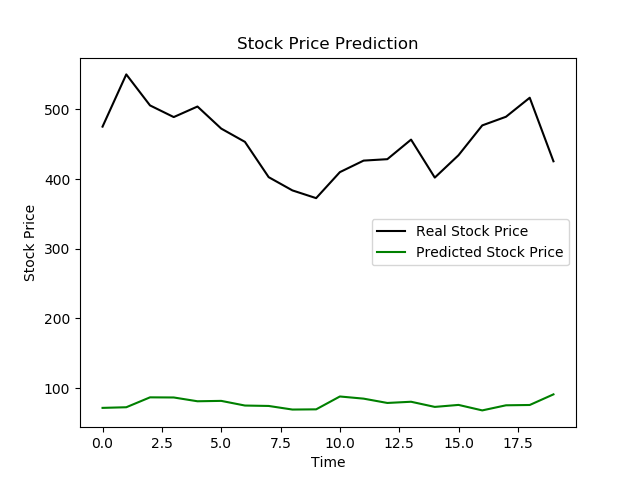 Stock Price Prediction
500
400
300
200
100
Stock Price
Real Stock Price
Predicted Stock Price
0.0 2.5 5.0 7.5 10.0 12.5 15.0 17.5
Time